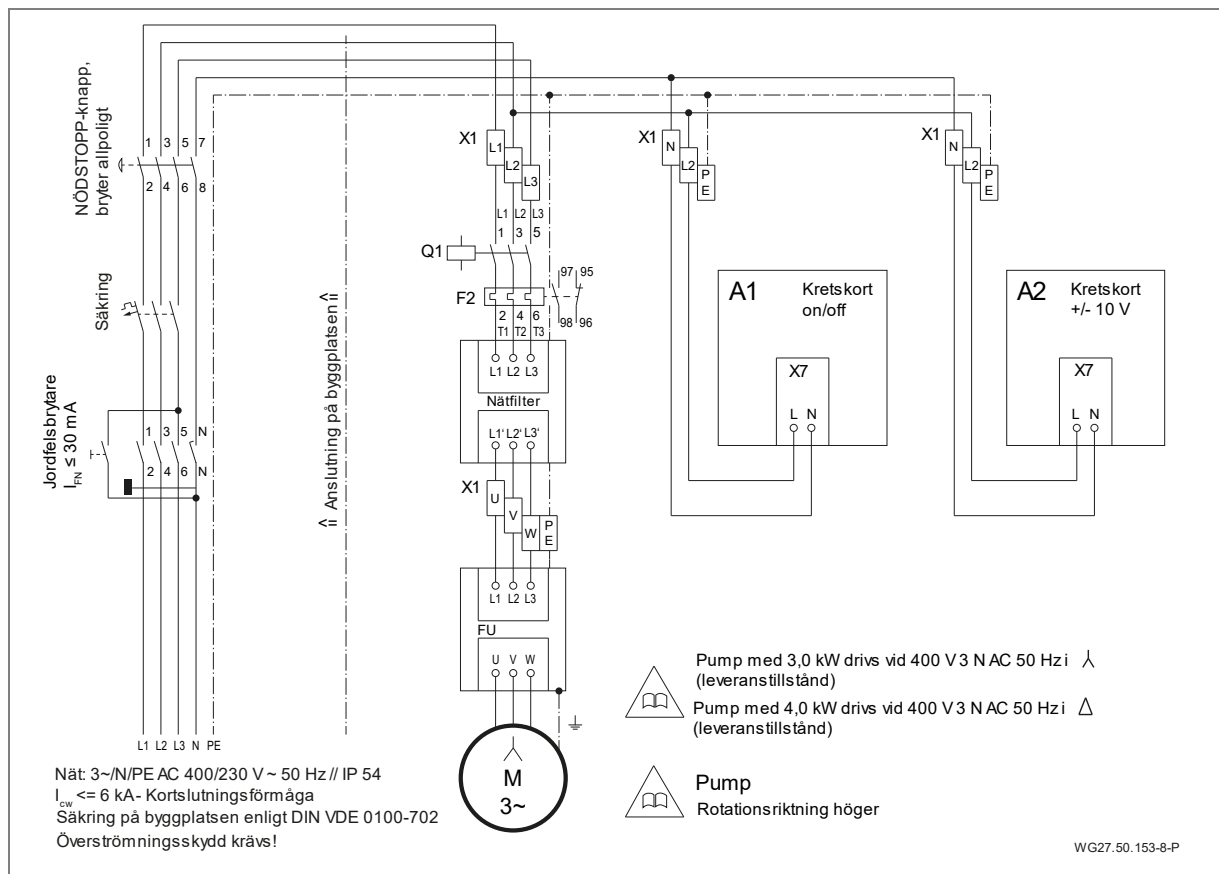 NÖDSTOPP-knapp,
bryter allpoligt
1 3 5 7
2 4 6 8
Säkring
Jordfelsbrytare
I_FN ≤ 30 mA
1 3 5 N
2 4 6 N
L1 L2 L3 N PE
îï Anslutning på byggplatsen îï
X1
L1
L2
L3
L1 L2 L3
1 3 5
Q1
F2
97 95
98 96
2 4 6
T1 T2 T3
L1 L2 L3
Nätfilter
L1' L2' L3'
X1
U
V
W
PE
L1 L2 L3
FU
U V W
M
3~
X1
N
L2
PE
X1
N
L2
PE
A1
Kretskort
on/off
X7
L N
A2
Kretskort
+/- 10 V
X7
L N
Pump med 3,0 kW drivs vid 400 V 3 N AC 50 Hz i
(leveranstillstånd)
Pump med 4,0 kW drivs vid 400 V 3 N AC 50 Hz i Δ
(leveranstillstånd)
Pump
Rotationsriktning höger
Nät: 3~/N/PE AC 400/230 V ~ 50 Hz // IP 54
I_cw <= 6 kA - Kortslutningsförmåga
Säkring på byggplatsen enligt DIN VDE 0100-702
Överströmningsskydd krävs!
WG27.50.153-8-P